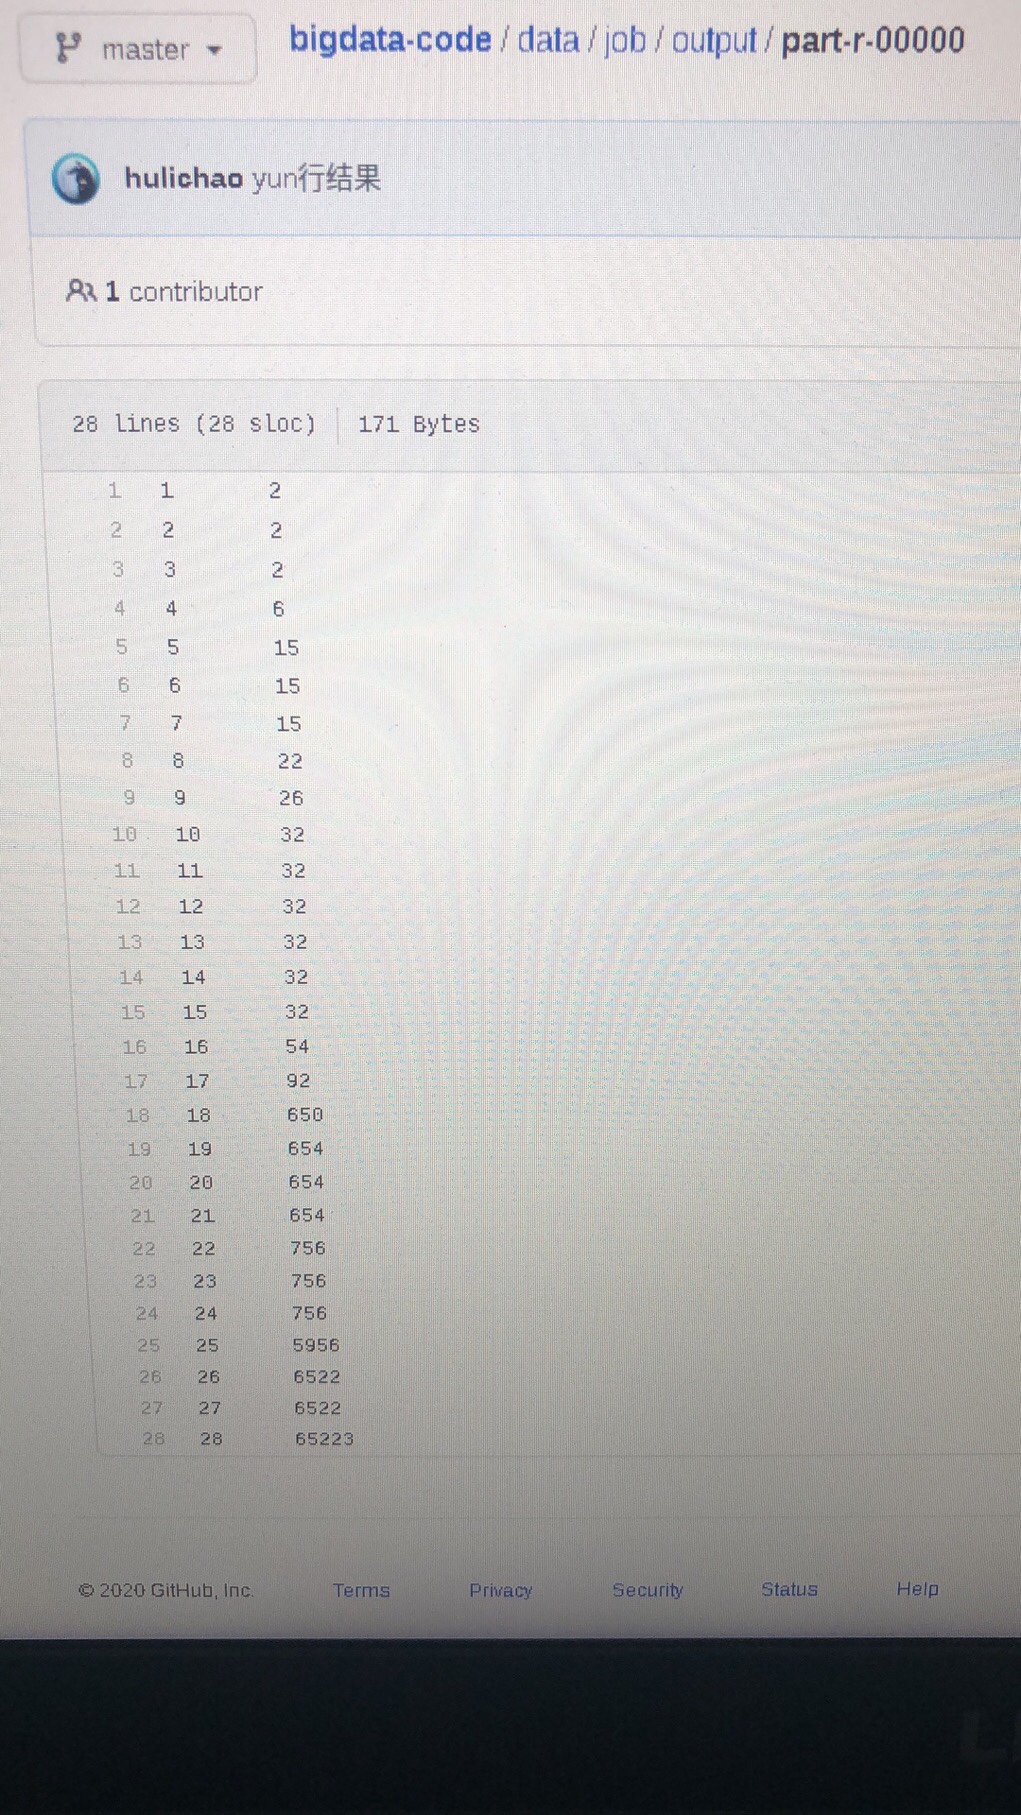 master
bigdata-code / data / job / output / part-r-00000
hulichao yun行结果
1 contributor
28 lines (28 sloc) 171 Bytes
1 1 2
2 2 2
3 3 2
4 4 6
5 5 15
6 6 15
7 7 15
8 8 22
9 9 26
10 10 32
11 11 32
12 12 32
13 13 32
14 14 32
15 15 32
16 16 54
17 17 92
18 18 650
19 19 654
20 20 654
21 21 654
22 22 756
23 23 756
24 24 756
25 25 5956
26 26 6522
27 27 6522
28 28 65223
© 2020 GitHub, Inc. Terms Privacy Security Status Help